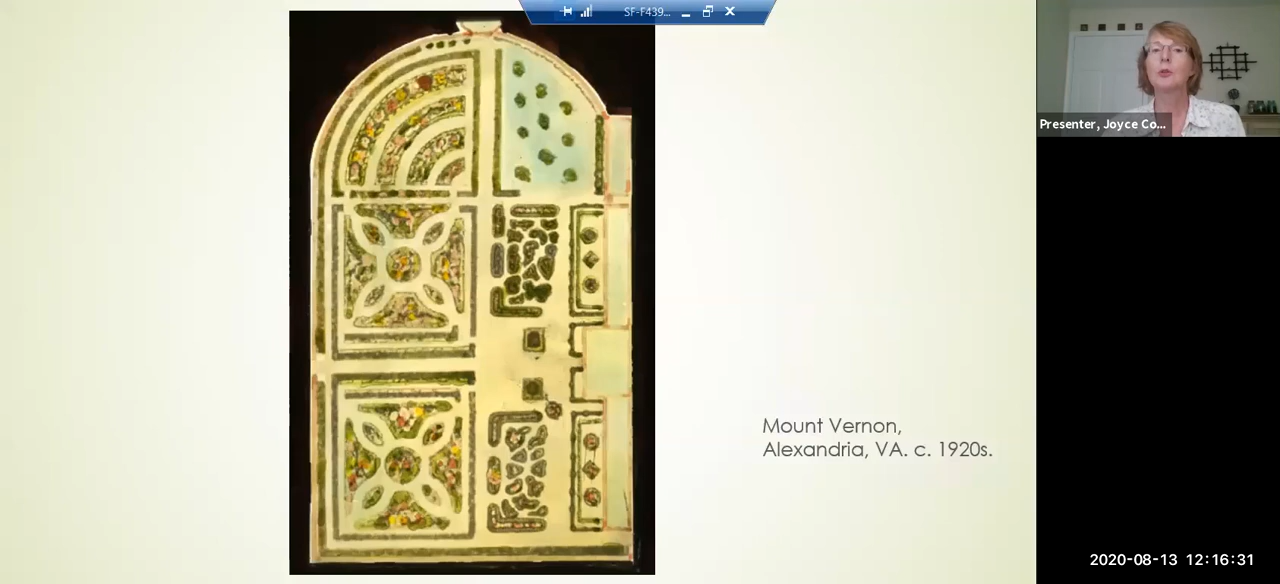 SF-F439...
Presenter, Joyce Co...
Mount Vernon,
Alexandria, VA. c. 1920s.
2020-08-13 12:16:31